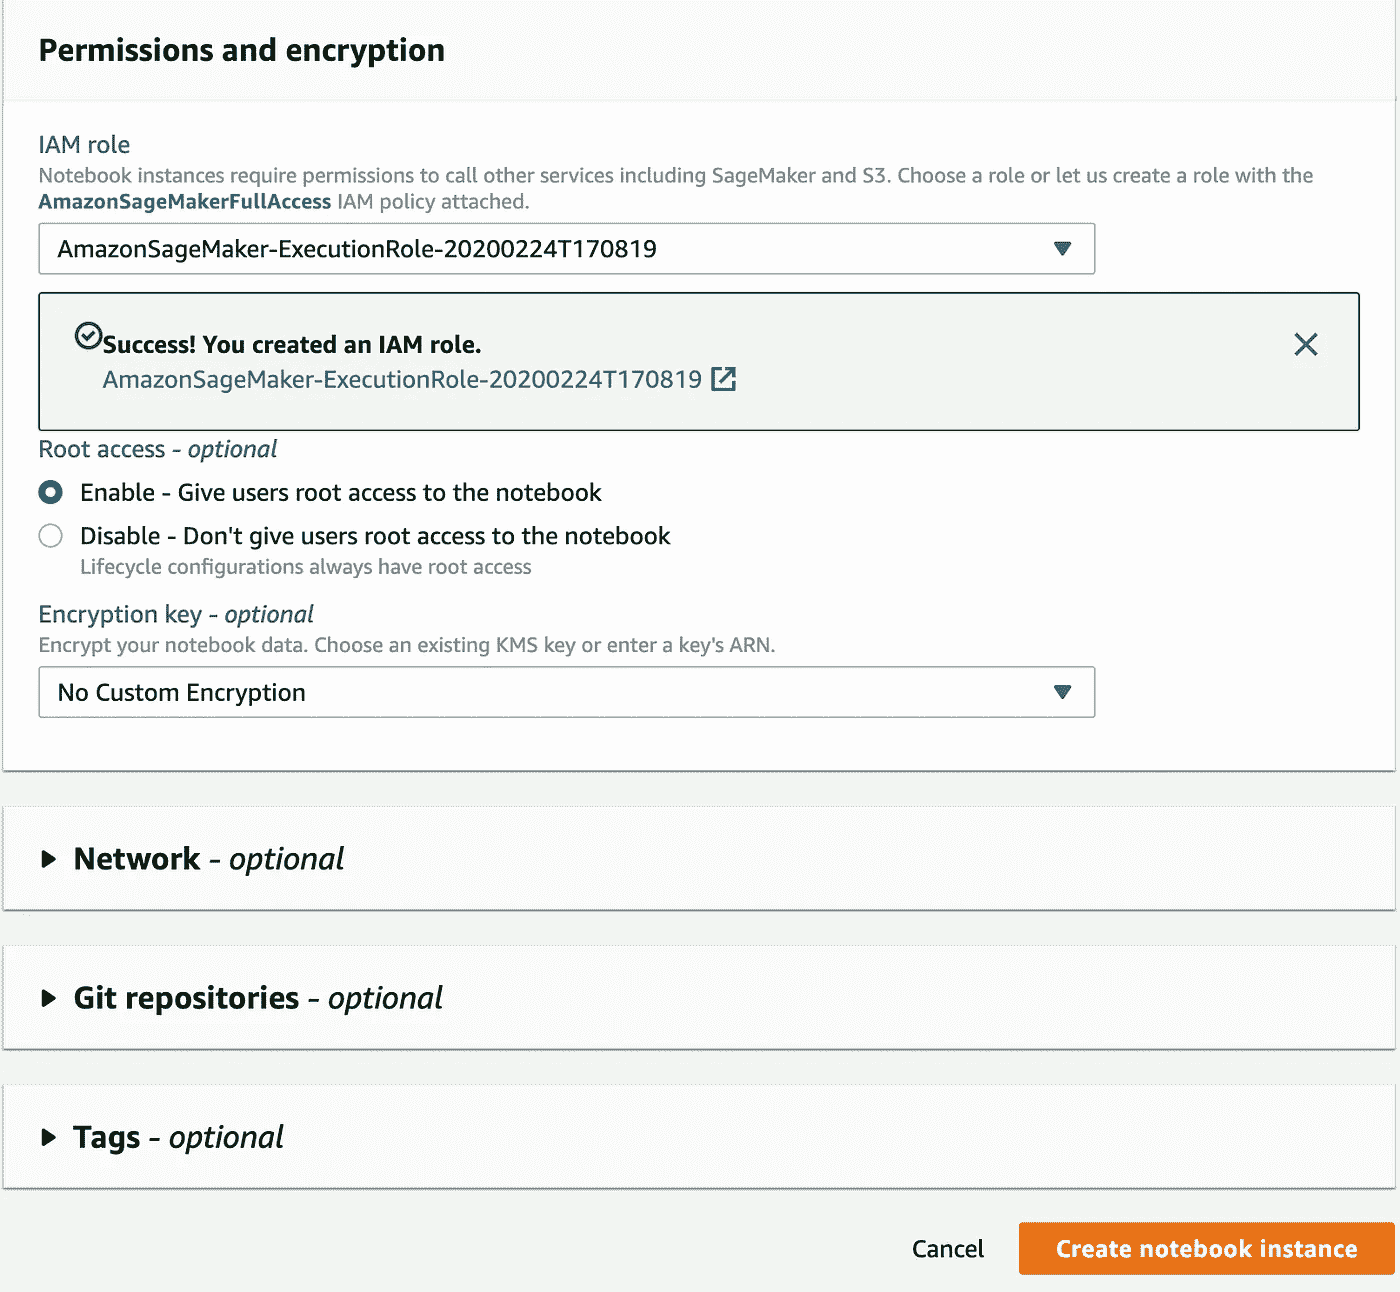 Permissions and encryption
IAM role
Notebook instances require permissions to call other services including SageMaker and S3. Choose a role or let us create a role with the
AmazonSageMakerFullAccess IAM policy attached.
AmazonSageMaker-ExecutionRole-20200224T170819
Success! You created an IAM role.
AmazonSageMaker-ExecutionRole-20200224T170819
Root access - optional
Enable - Give users root access to the notebook
Disable - Don't give users root access to the notebook
Lifecycle configurations always have root access
Encryption key - optional
Encrypt your notebook data. Choose an existing KMS key or enter a key's ARN.
No Custom Encryption
Network - optional
Git repositories - optional
Tags - optional
Cancel
Create notebook instance